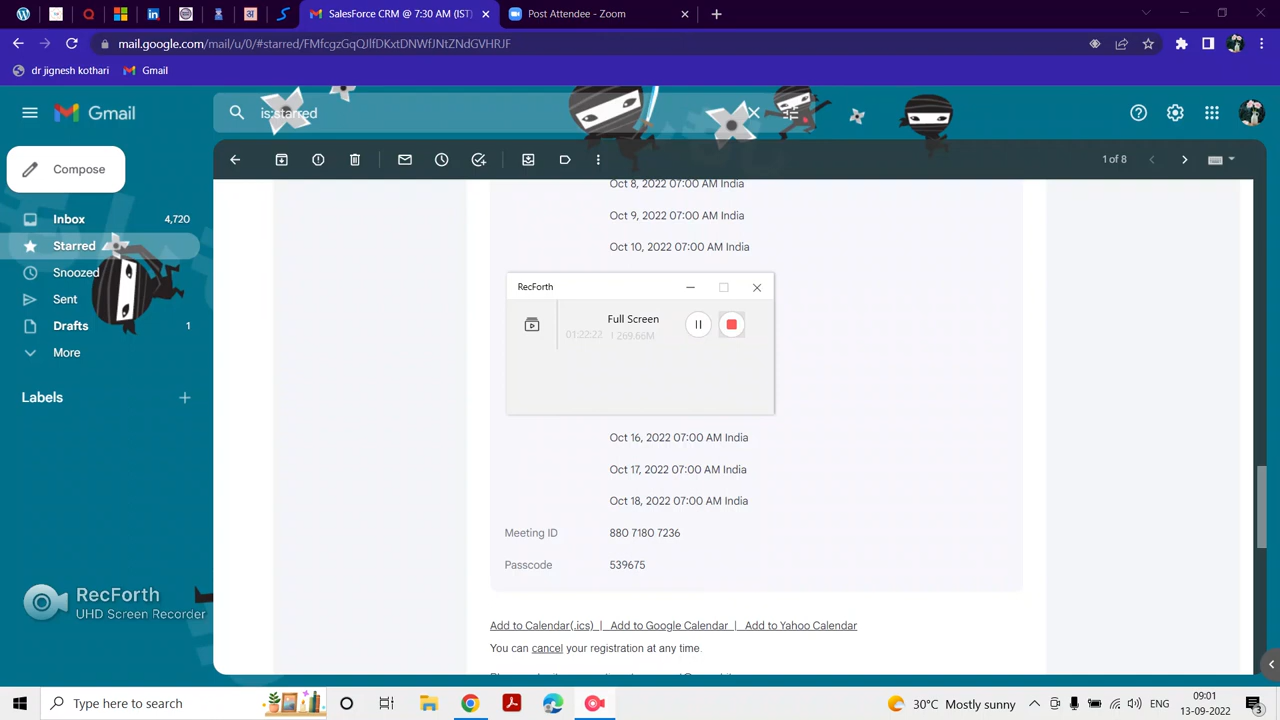 SalesForce CRM @ 7:30 AM (IST)
Post Attendee - Zoom
mail.google.com/mail/u/0/#starred/FMfcgzGqQJlfDKxtDNWfJNtZNdGVHRJF
dr jignesh kothari
Gmail
Gmail
is:starred
Compose
1 of 8
Inbox 4,720
Starred
Snoozed
Sent
Drafts 1
More
Labels
Oct 8, 2022 07:00 AM India
Oct 9, 2022 07:00 AM India
Oct 10, 2022 07:00 AM India
RecForth
Full Screen
01:22:22 | 269.66M
Oct 16, 2022 07:00 AM India
Oct 17, 2022 07:00 AM India
Oct 18, 2022 07:00 AM India
Meeting ID 880 7180 7236
Passcode 539675
Add to Calendar(.ics) | Add to Google Calendar | Add to Yahoo Calendar
You can cancel your registration at any time.
RecForth
UHD Screen Recorder
Type here to search
30°C Mostly sunny
ENG
09:01
13-09-2022
3